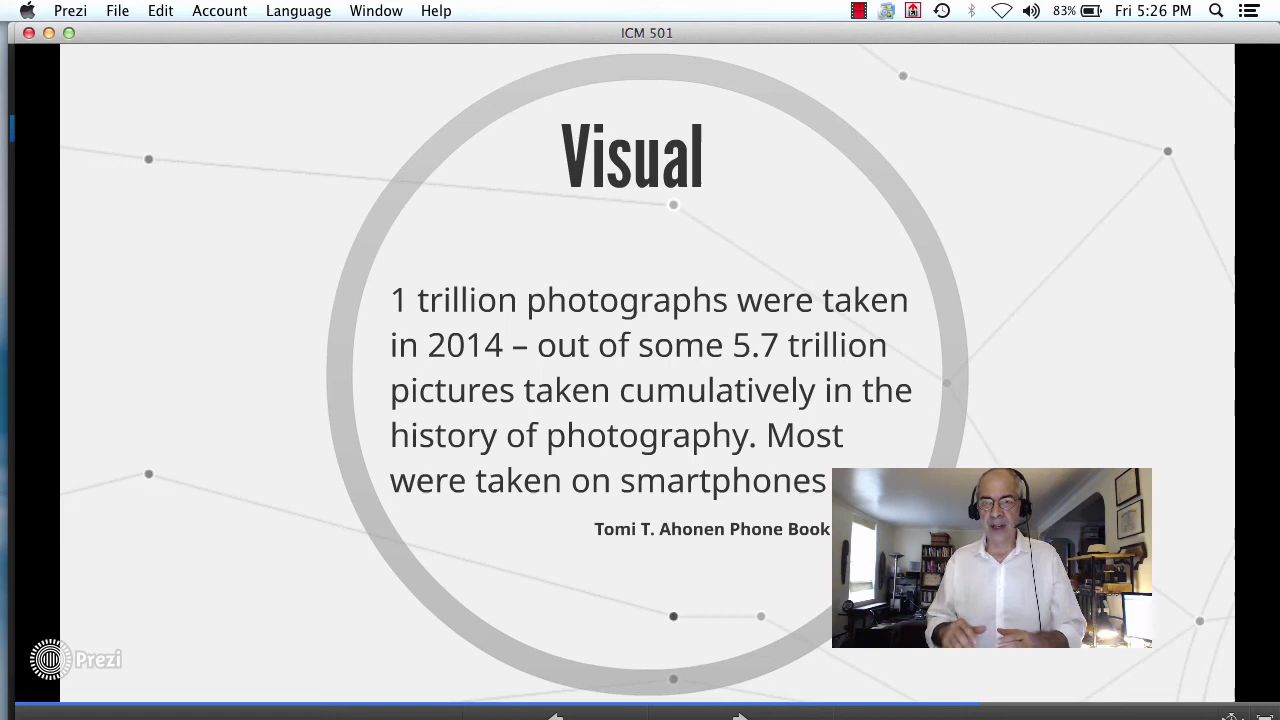 Prezi File Edit Account Language Window Help 83% Fri 5:26 PM
ICM 501
Visual
1 trillion photographs were taken
in 2014 – out of some 5.7 trillion
pictures taken cumulatively in the
history of photography. Most
were taken on smartphones
Tomi T. Ahonen Phone Book
Prezi